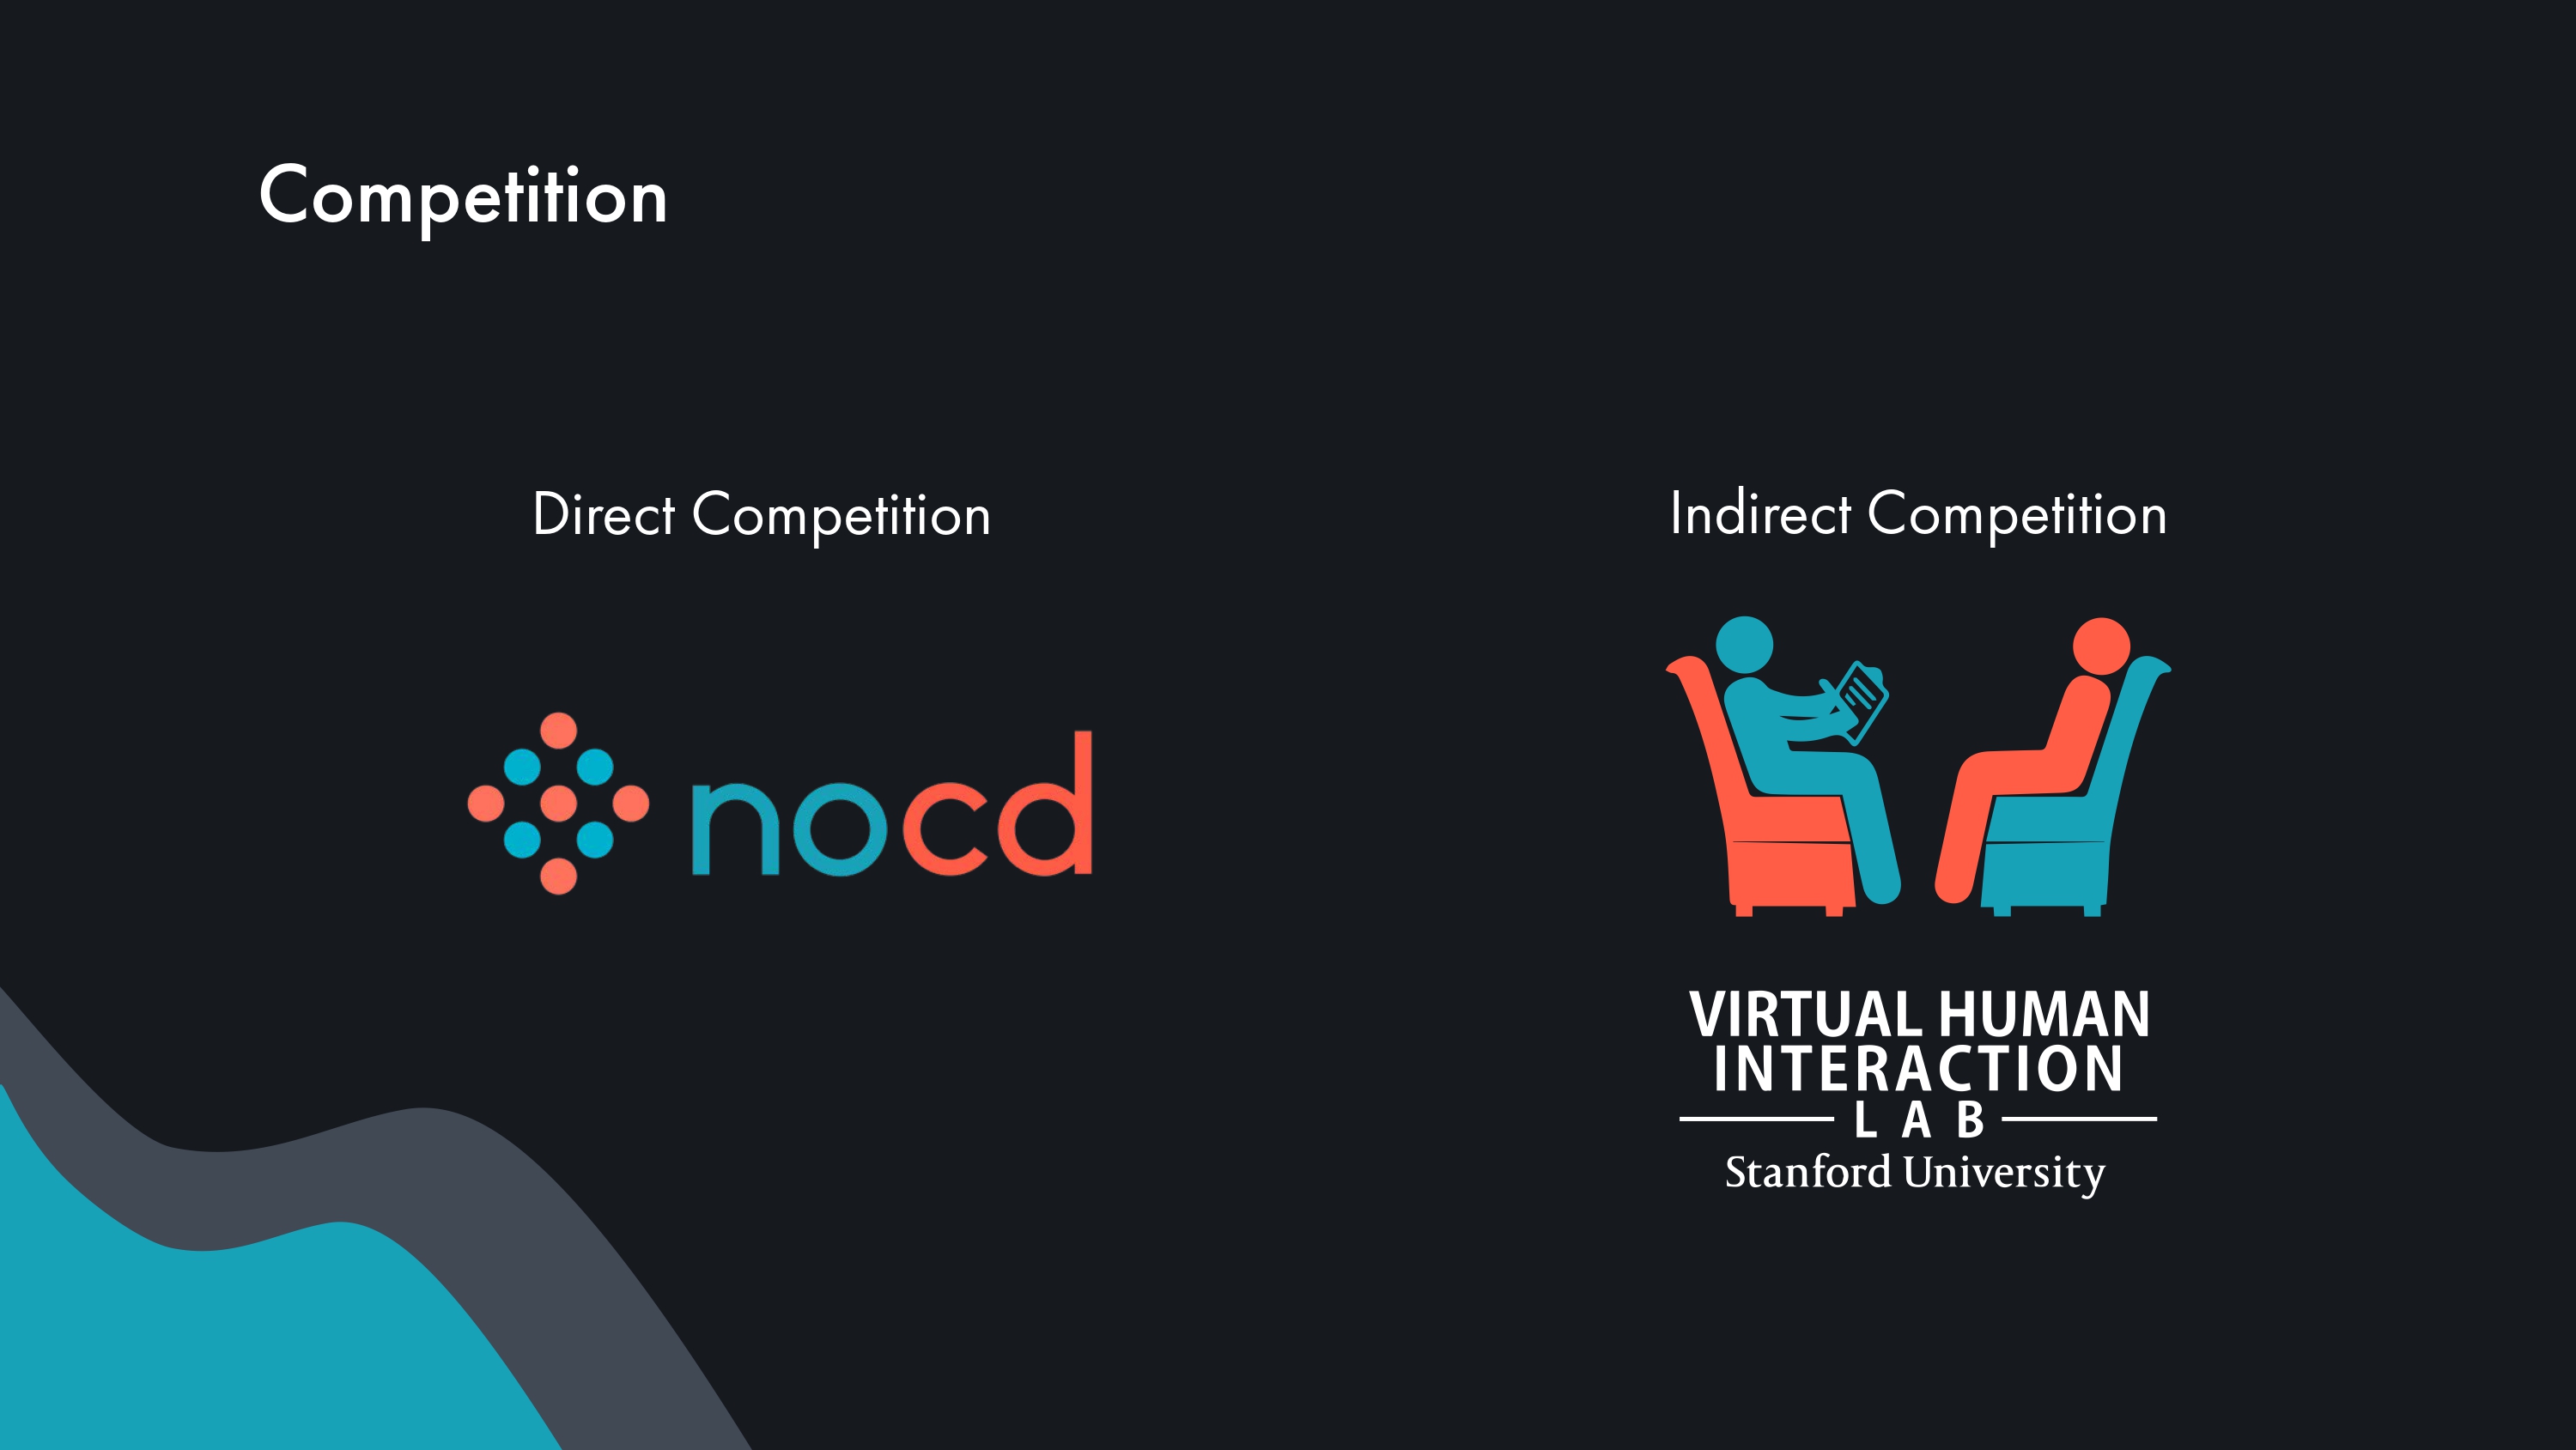 Competition
Direct Competition
Indirect Competition
nocd
VIRTUAL HUMAN
INTERACTION
LAB
Stanford University